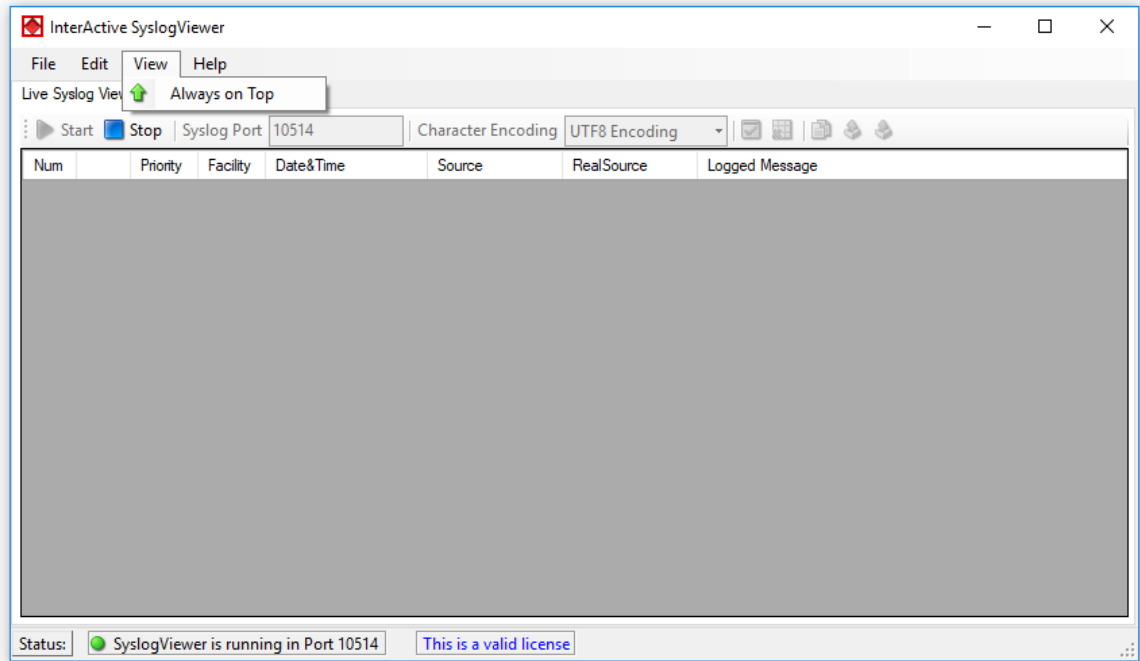 InterActive SyslogViewer
File Edit View Help
Live Syslog View
Always on Top
Start Stop Syslog Port 10514 Character Encoding UTF8 Encoding
Num Priority Facility Date&Time Source RealSource Logged Message
Status: SyslogViewer is running in Port 10514 This is a valid license